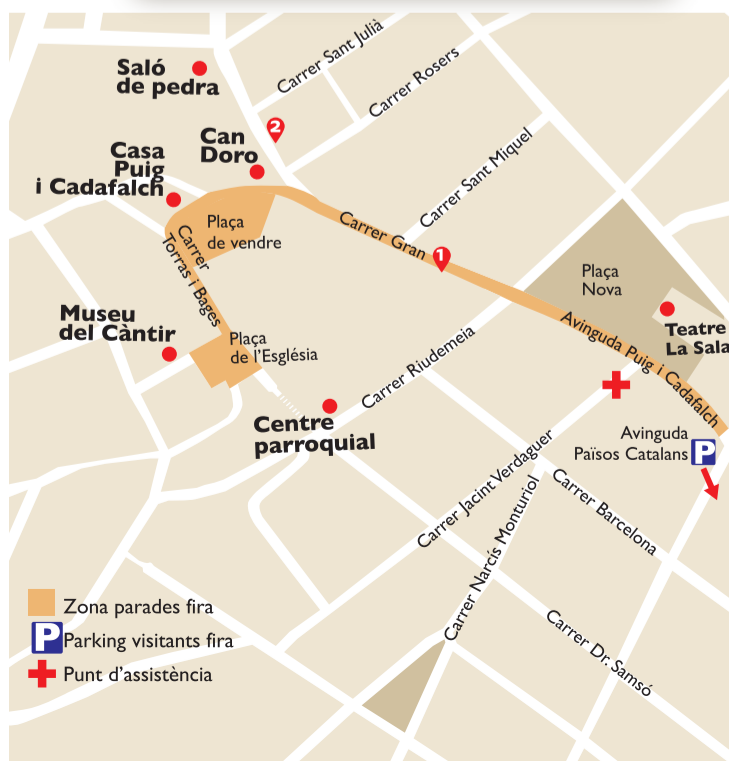 Carrer Sant Julià
Saló
de pedra
Carrer Rosers
2
Can
Doro
Casa
Puig
i Cadafalch
Carrer Sant Miquel
Plaça
de vendre
Carrer Gran
1
Carrer
Torras i Bages
Plaça
Nova
Museu
del Càntir
Plaça
de l'Església
Teatre
La Sala
Avinguda Puig i Cadafalch
Carrer Riudemeia
Centre
parroquial
Avinguda
Països Catalans
P
Carrer Jacint Verdaguer
Carrer Narcís Monturiol
Carrer Barcelona
Carrer Dr. Samsó
Zona parades fira
P
Parking visitants fira
Punt d'assistència